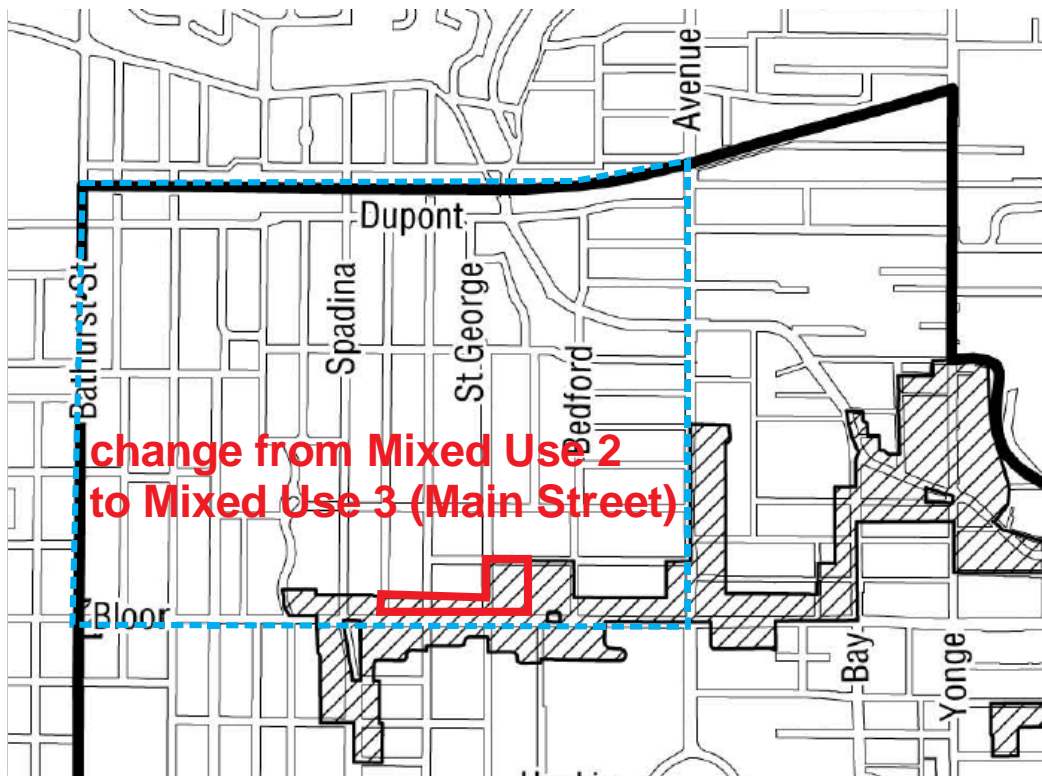 Avenue
Dupont
Bathurst-St
Spadina
St.George
Bedford
change from Mixed Use 2
to Mixed Use 3 (Main Street)
Bloor
Bay
Yonge